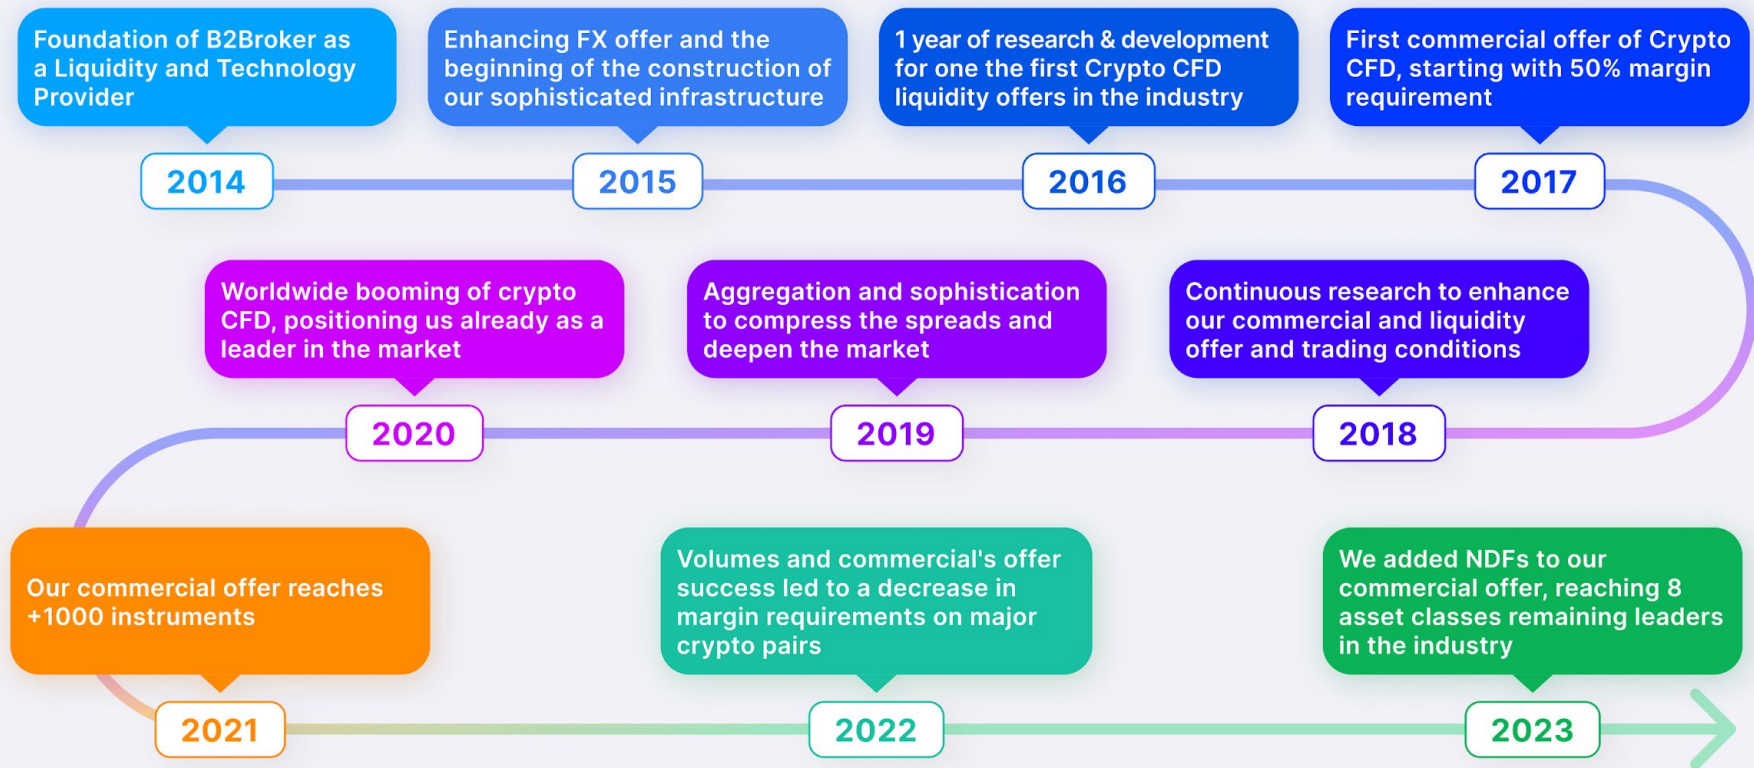 Foundation of B2Broker as
a Liquidity and Technology
Provider
2014
Enhancing FX offer and the
beginning of the construction of
our sophisticated infrastructure
2015
1 year of research & development
for one the first Crypto CFD
liquidity offers in the industry
2016
First commercial offer of Crypto
CFD, starting with 50% margin
requirement
2017
Continuous research to enhance
our commercial and liquidity
offer and trading conditions
2018
Aggregation and sophistication
to compress the spreads and
deepen the market
2019
Worldwide booming of crypto
CFD, positioning us already as a
leader in the market
2020
Our commercial offer reaches
+1000 instruments
2021
Volumes and commercial's offer
success led to a decrease in
margin requirements on major
crypto pairs
2022
We added NDFs to our
commercial offer, reaching 8
asset classes remaining leaders
in the industry
2023